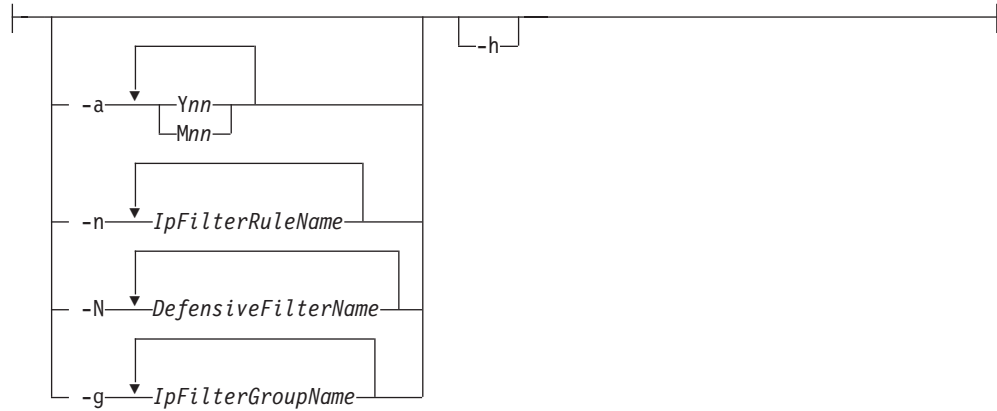 -h
-a Ynn
Mnn
-n IpFilterRuleName
-N DefensiveFilterName
-g IpFilterGroupName